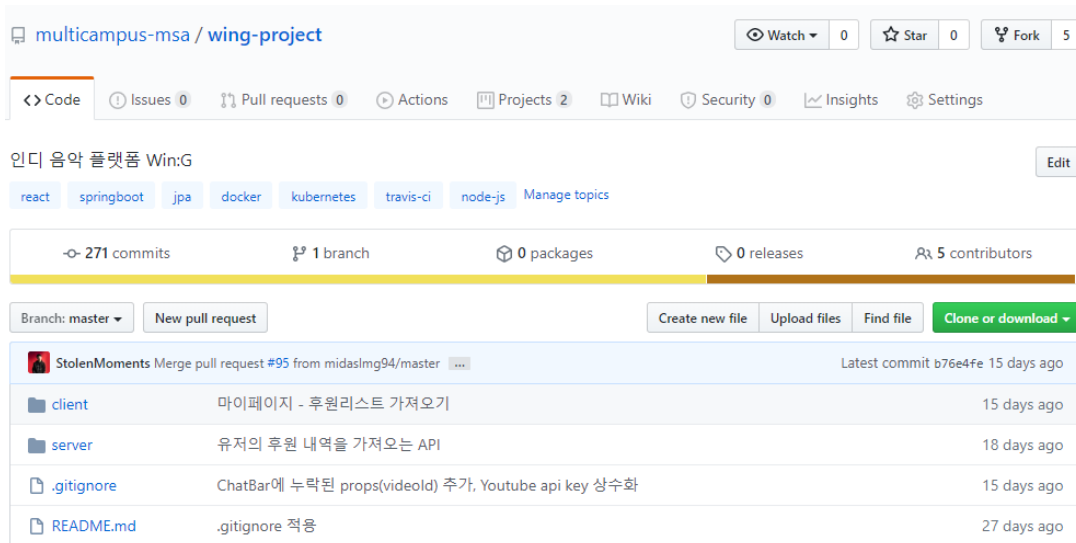 multicampus-msa / wing-project Watch 0 Star 0 Fork 5
Code Issues 0 Pull requests 0 Actions Projects 2 Wiki Security 0 Insights Settings
인디 음악 플랫폼 Win:G Edit
react springboot jpa docker kubernetes travis-ci node-js Manage topics
271 commits 1 branch 0 packages 0 releases 5 contributors
Branch: master New pull request Create new file Upload files Find file Clone or download
StolenMoments Merge pull request #95 from midaslmg94/master ... Latest commit b76e4fe 15 days ago
client 마이페이지 - 후원리스트 가져오기 15 days ago
server 유저의 후원 내역을 가져오는 API 18 days ago
.gitignore ChatBar에 누락된 props(videoId) 추가, Youtube api key 상수화 15 days ago
README.md .gitignore 적용 27 days ago